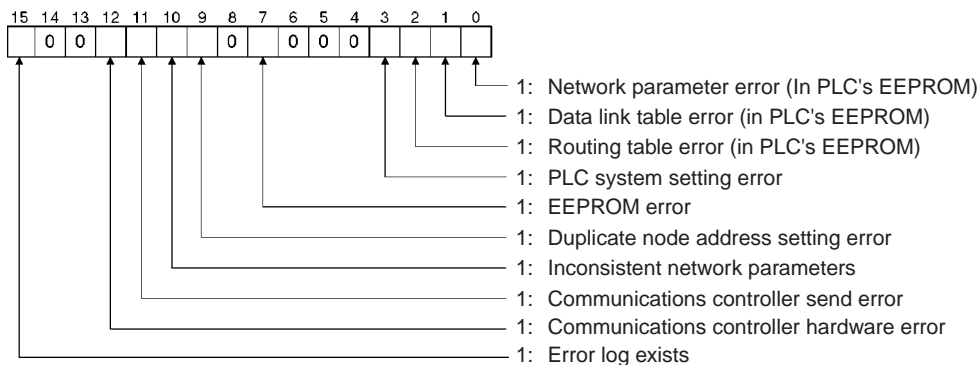 15 14 13 12 11 10 9 8 7 6 5 4 3 2 1 0
0 0 0 0 0 0
1: Network parameter error (In PLC's EEPROM)
1: Data link table error (in PLC's EEPROM)
1: Routing table error (in PLC's EEPROM)
1: PLC system setting error
1: EEPROM error
1: Duplicate node address setting error
1: Inconsistent network parameters
1: Communications controller send error
1: Communications controller hardware error
1: Error log exists